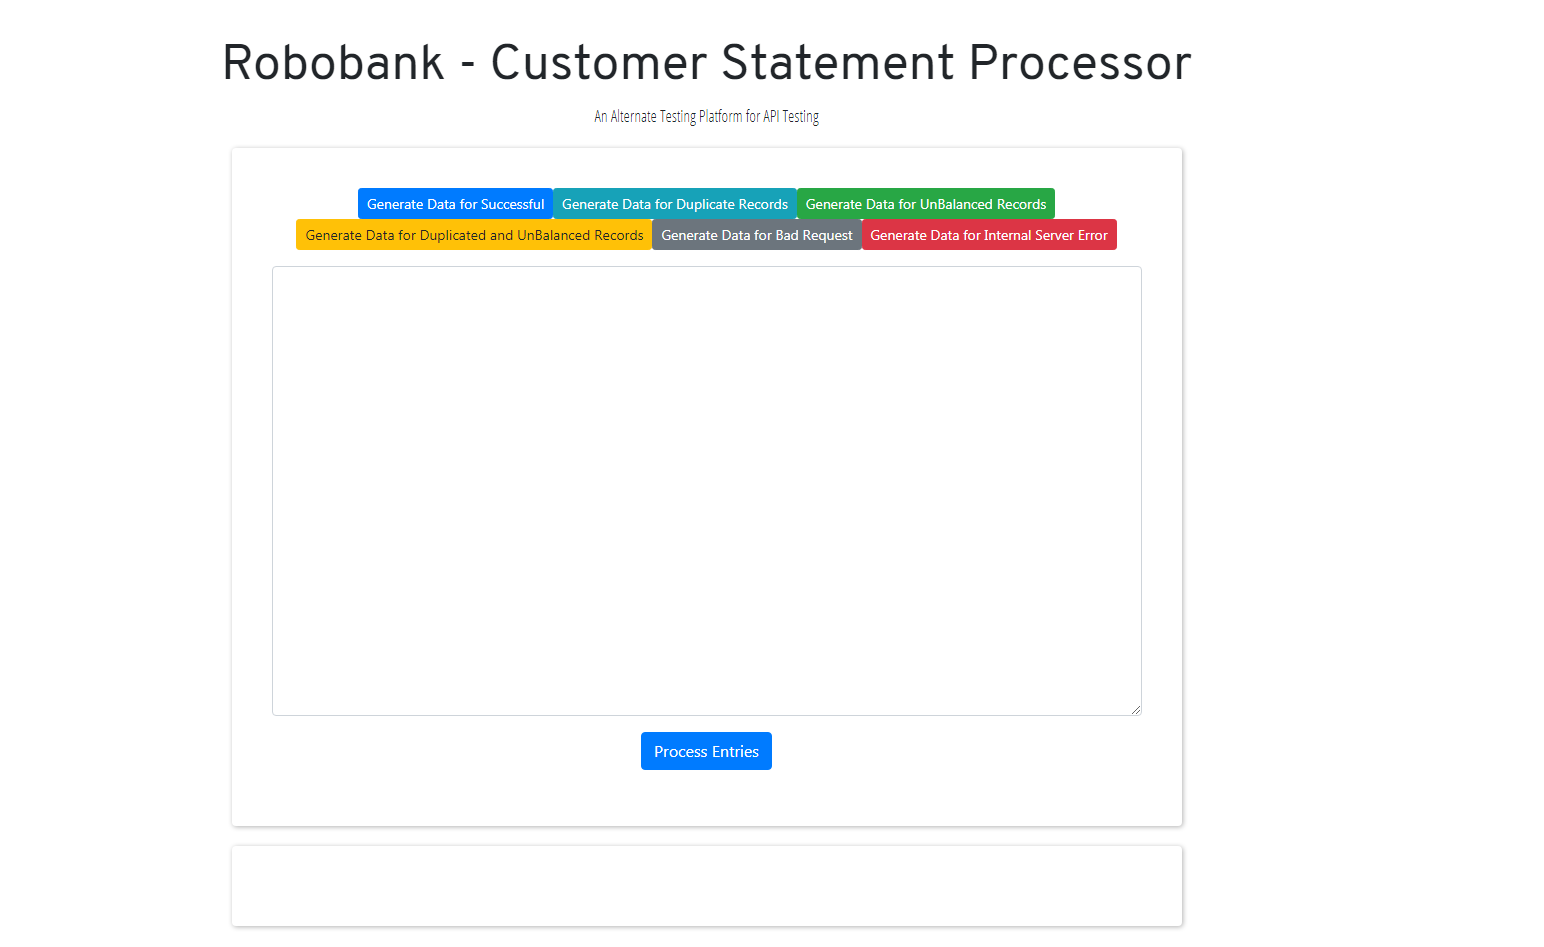 Robobank - Customer Statement Processor
An Alternate Testing Platform for API Testing
Generate Data for Successful Generate Data for Duplicate Records Generate Data for UnBalanced Records
Generate Data for Duplicated and UnBalanced Records Generate Data for Bad Request Generate Data for Internal Server Error
Process Entries